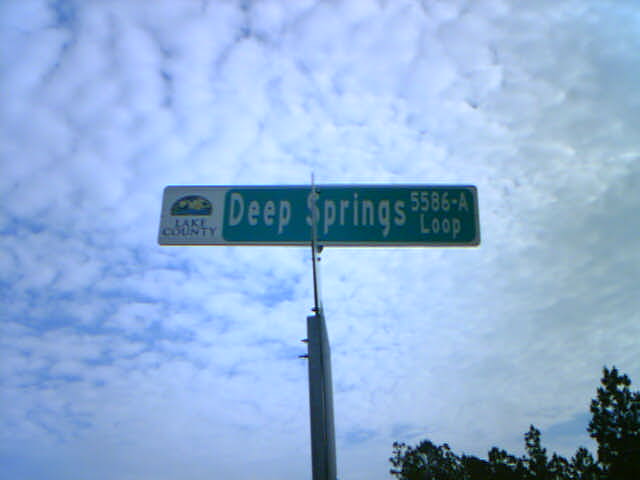 LAKE
COUNTY
Deep Springs
5586-A
Loop